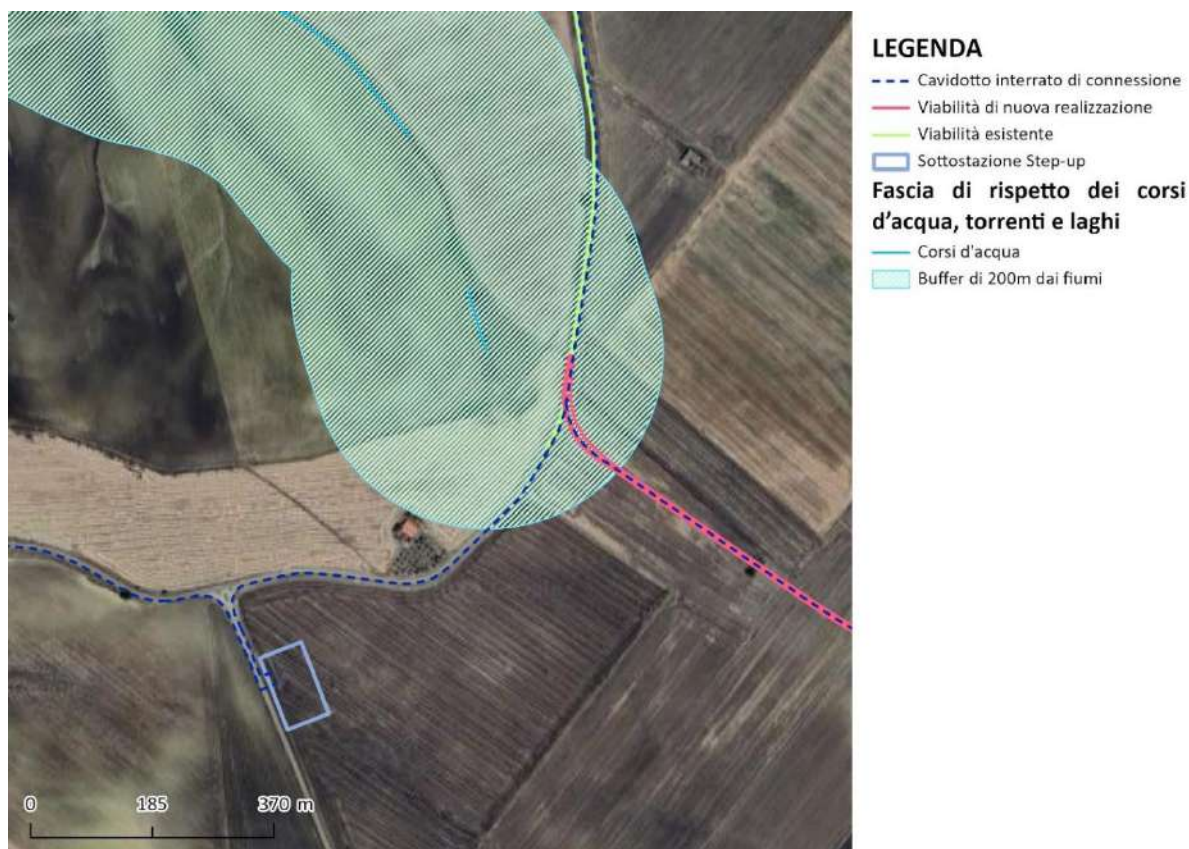 LEGENDA
Cavidotto interrato di connessione
Viabilità di nuova realizzazione
Viabilità esistente
Sottostazione Step-up
Fascia di rispetto dei corsi
d'acqua, torrenti e laghi
Corsi d'acqua
Buffer di 200m dai fiumi
0 185 370 m